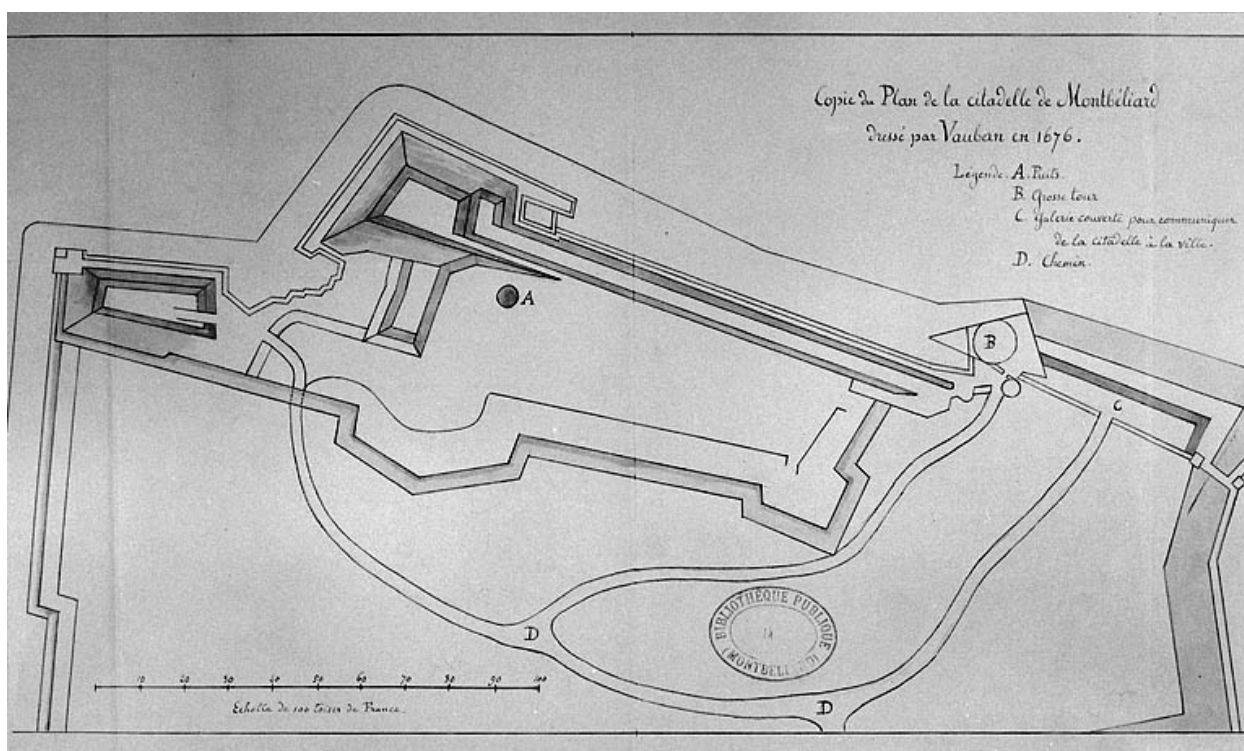 Copie du Plan de la citadelle de Montbéliard
dressé par Vauban en 1676.
Légende. A. Puits.
B. Grosse tour
C. Galerie couverte pour communiquer
de la citadelle à la ville.
D. Chemin.
A
B
C
D
BIBLIOTHÈQUE PUBLIQUE
(MONTBELI
D
10 20 30 40 50 60 70 80 90 100
Echelle de 100 toises de France.